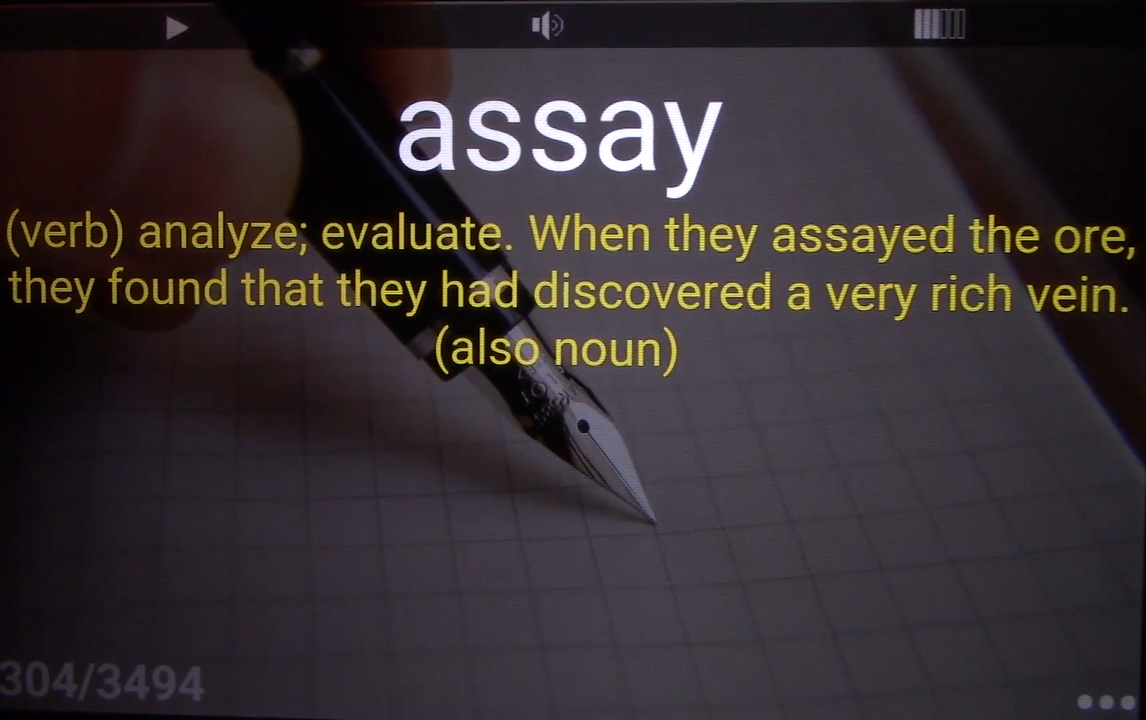 assay
(verb) analyze; evaluate. When they assayed the ore,
they found that they had discovered a very rich vein.
(also noun)
304/3494